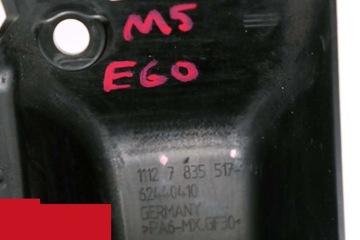 M5
E60
1112 7 835 517-
62440410
GERMANY
>PA6-MX.GF30<